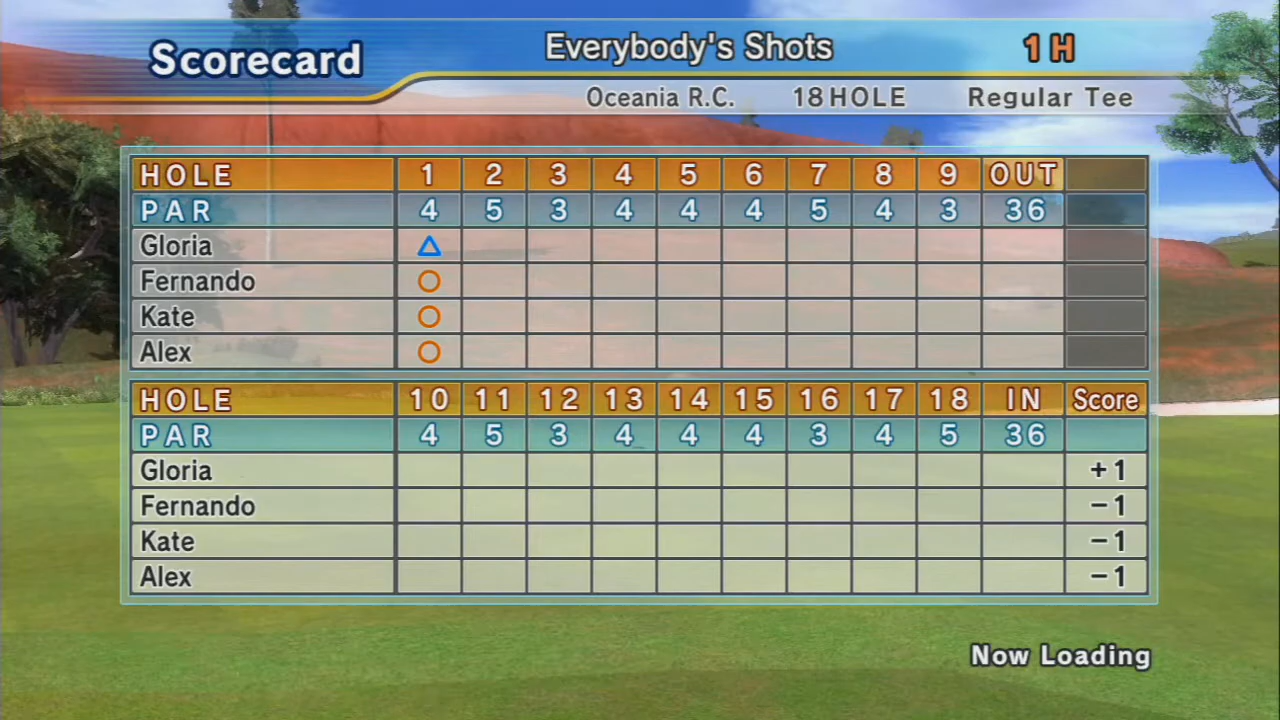 Scorecard
Everybody's Shots 1 H
Oceania R.C. 18HOLE Regular Tee
HOLE 1 2 3 4 5 6 7 8 9 OUT
PAR 4 5 3 4 4 4 5 4 3 36
Gloria △
Fernando ○
Kate ○
Alex ○
HOLE 10 11 12 13 14 15 16 17 18 IN Score
PAR 4 5 3 4 4 4 3 4 5 36
Gloria +1
Fernando −1
Kate −1
Alex −1
Now Loading